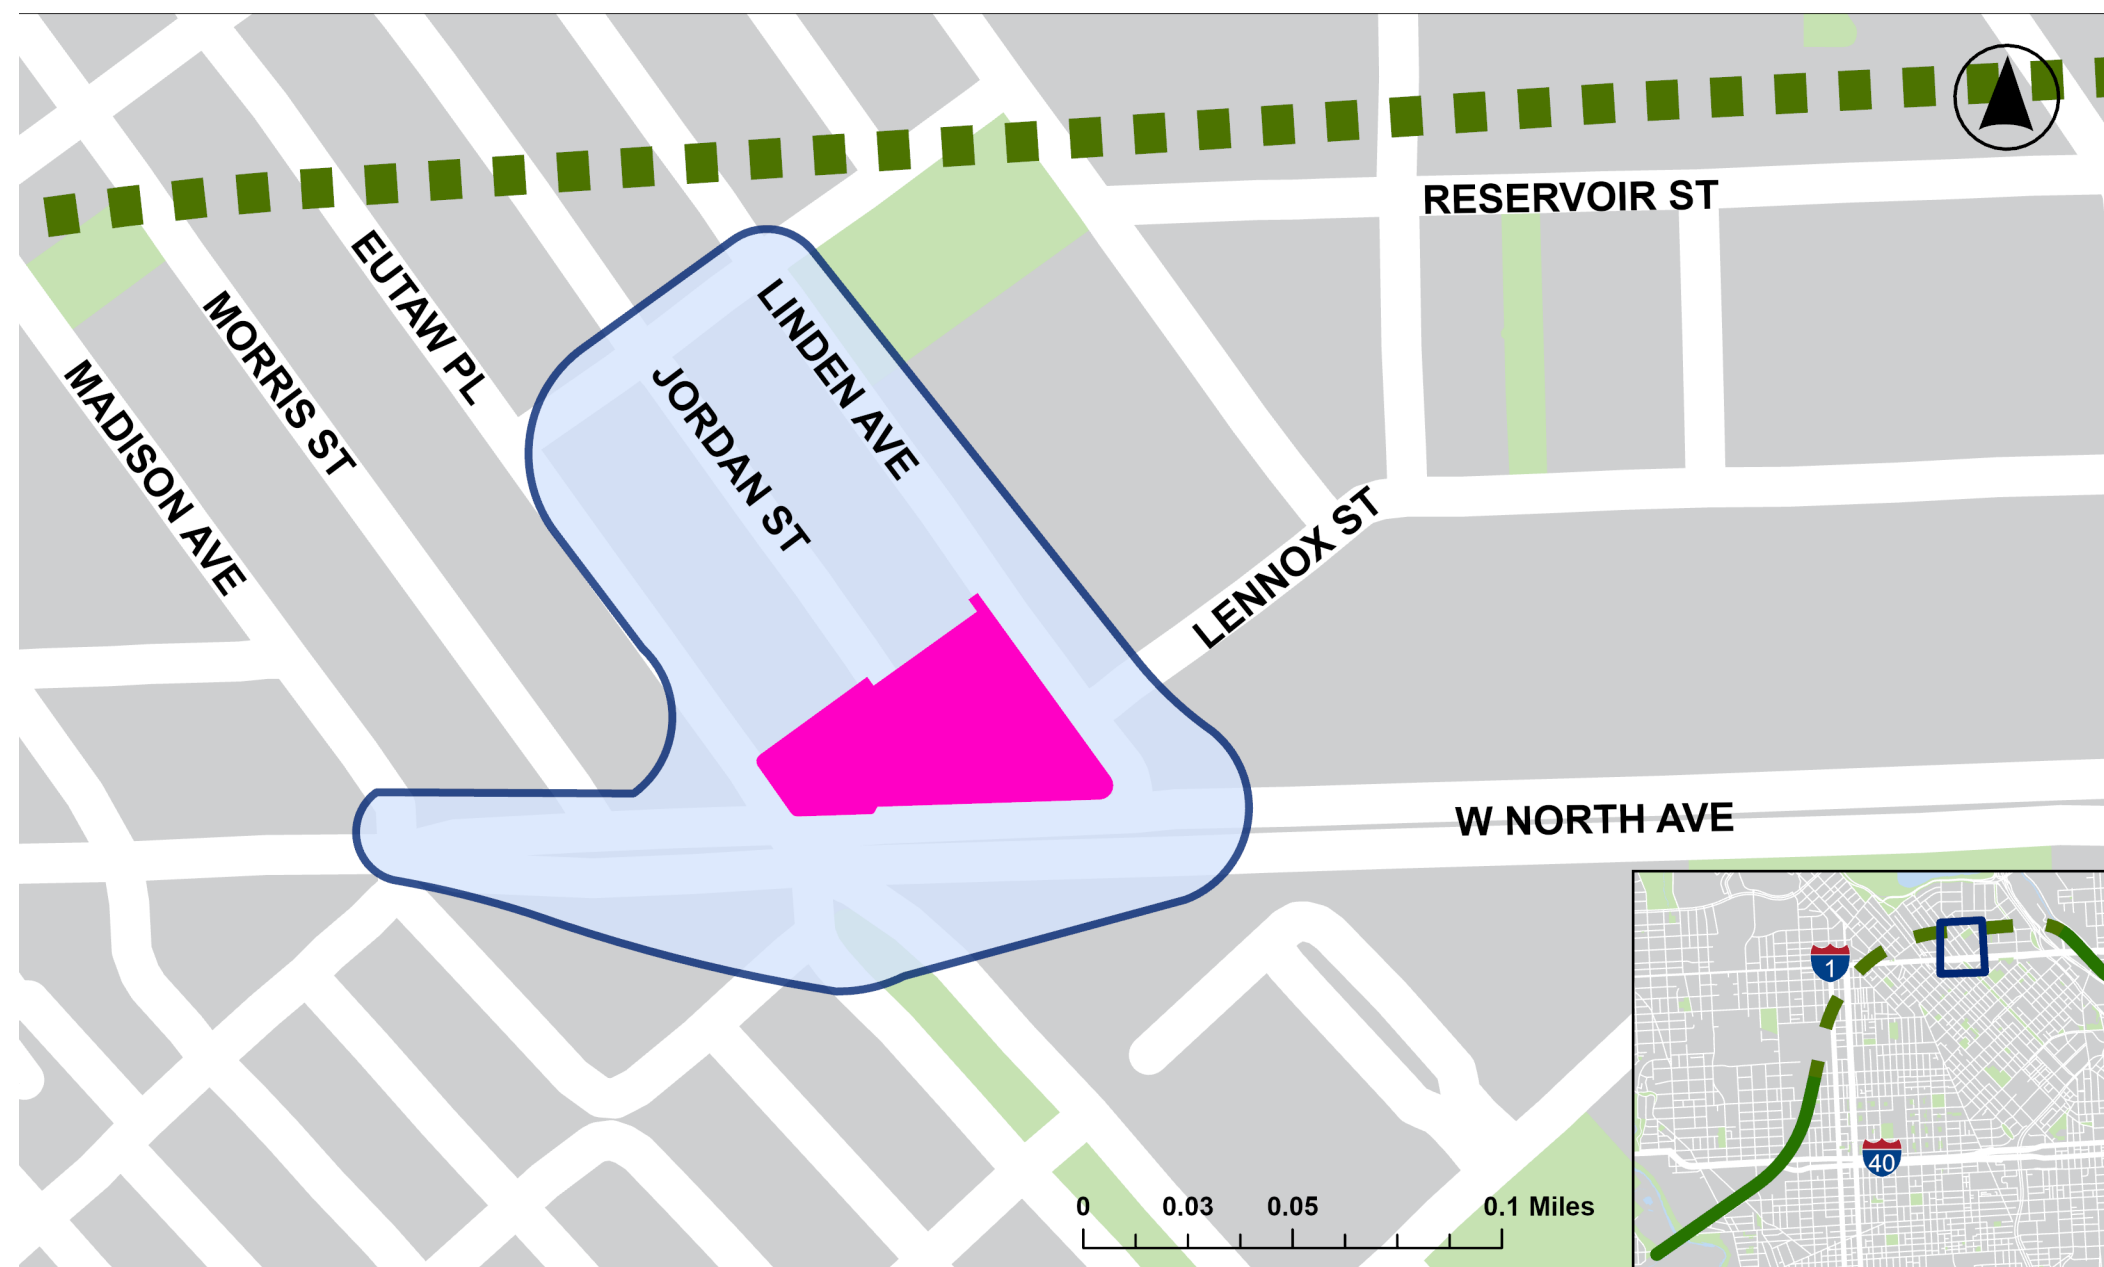 RESERVOIR ST
EUTAW PL
LINDEN AVE
MORRIS ST
JORDAN ST
MADISON AVE
LENNOX ST
W NORTH AVE
1
40
0 0.03 0.05 0.1 Miles